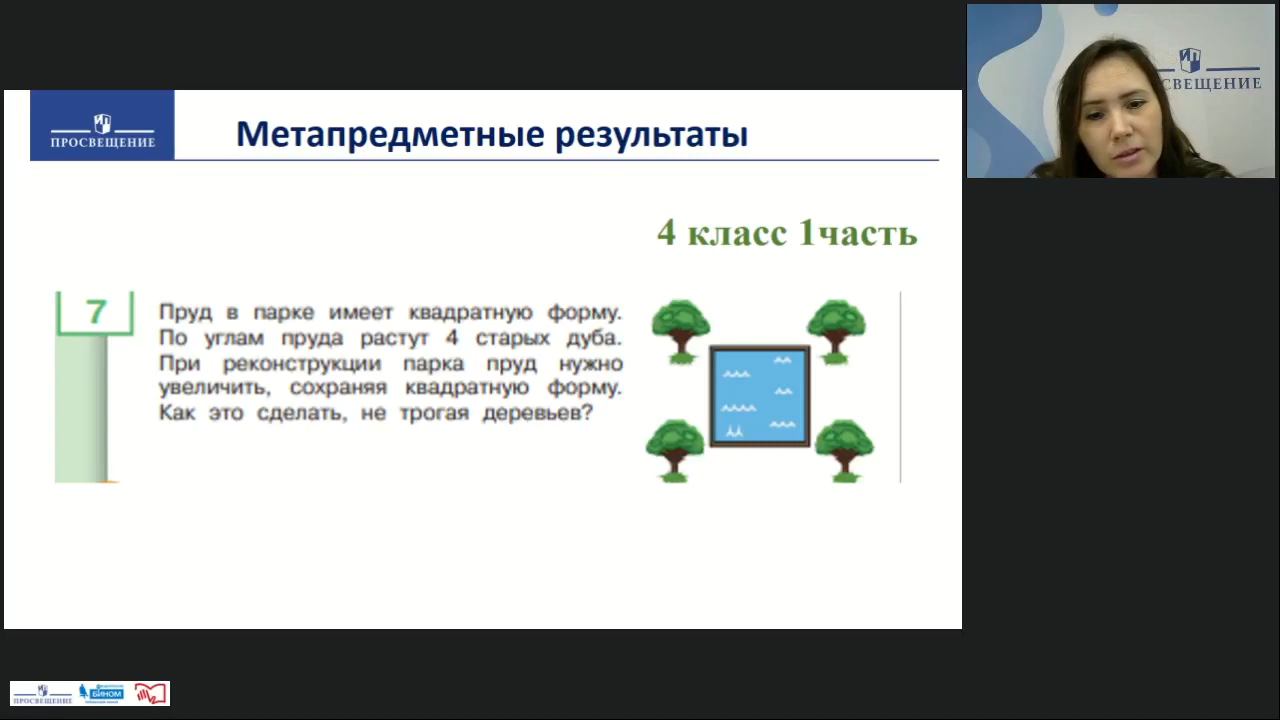 ПРОСВЕЩЕНИЕ
Метапредметные результаты
4 класс 1часть
7
Пруд в парке имеет квадратную форму.
По углам пруда растут 4 старых дуба.
При реконструкции парка пруд нужно
увеличить, сохраняя квадратную форму.
Как это сделать, не трогая деревьев?
СВЕЩЕНИЕ
ПРОСВЕЩЕНИЕ
БИНОМ